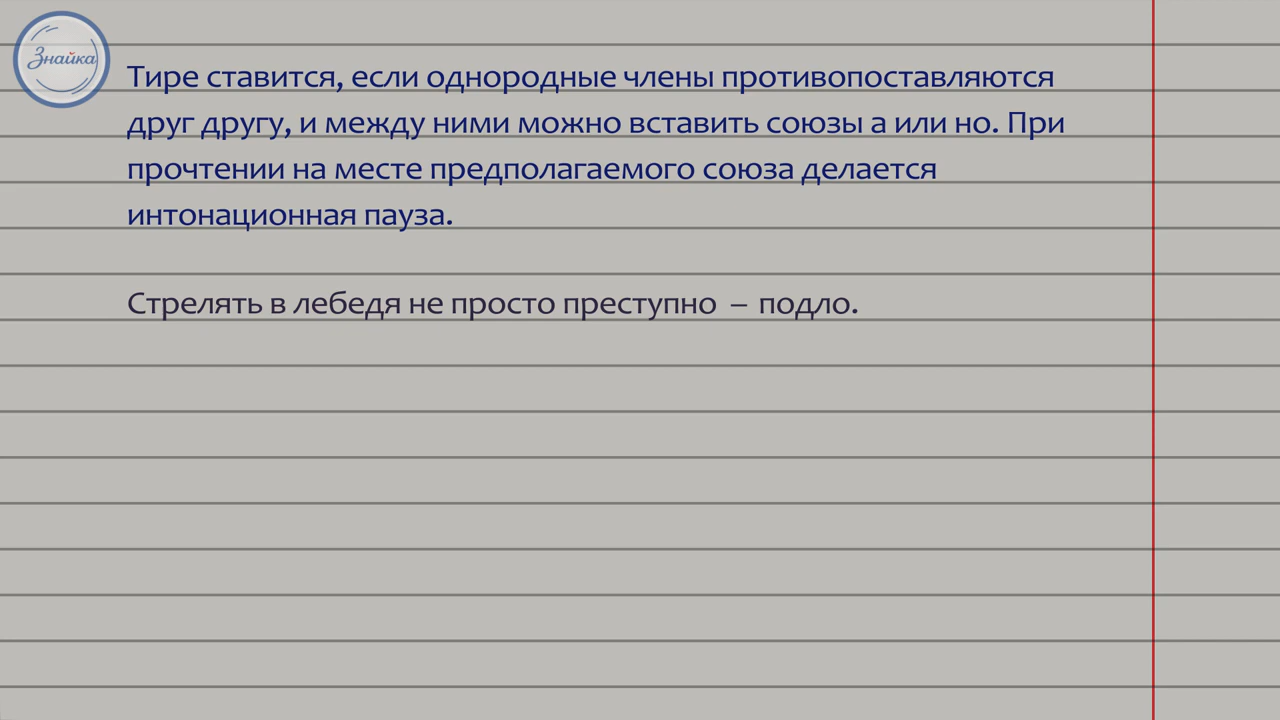 Знайка
Тире ставится, если однородные члены противопоставляются
друг другу, и между ними можно вставить союзы а или но. При
прочтении на месте предполагаемого союза делается
интонационная пауза.
Стрелять в лебедя не просто преступно – подло.